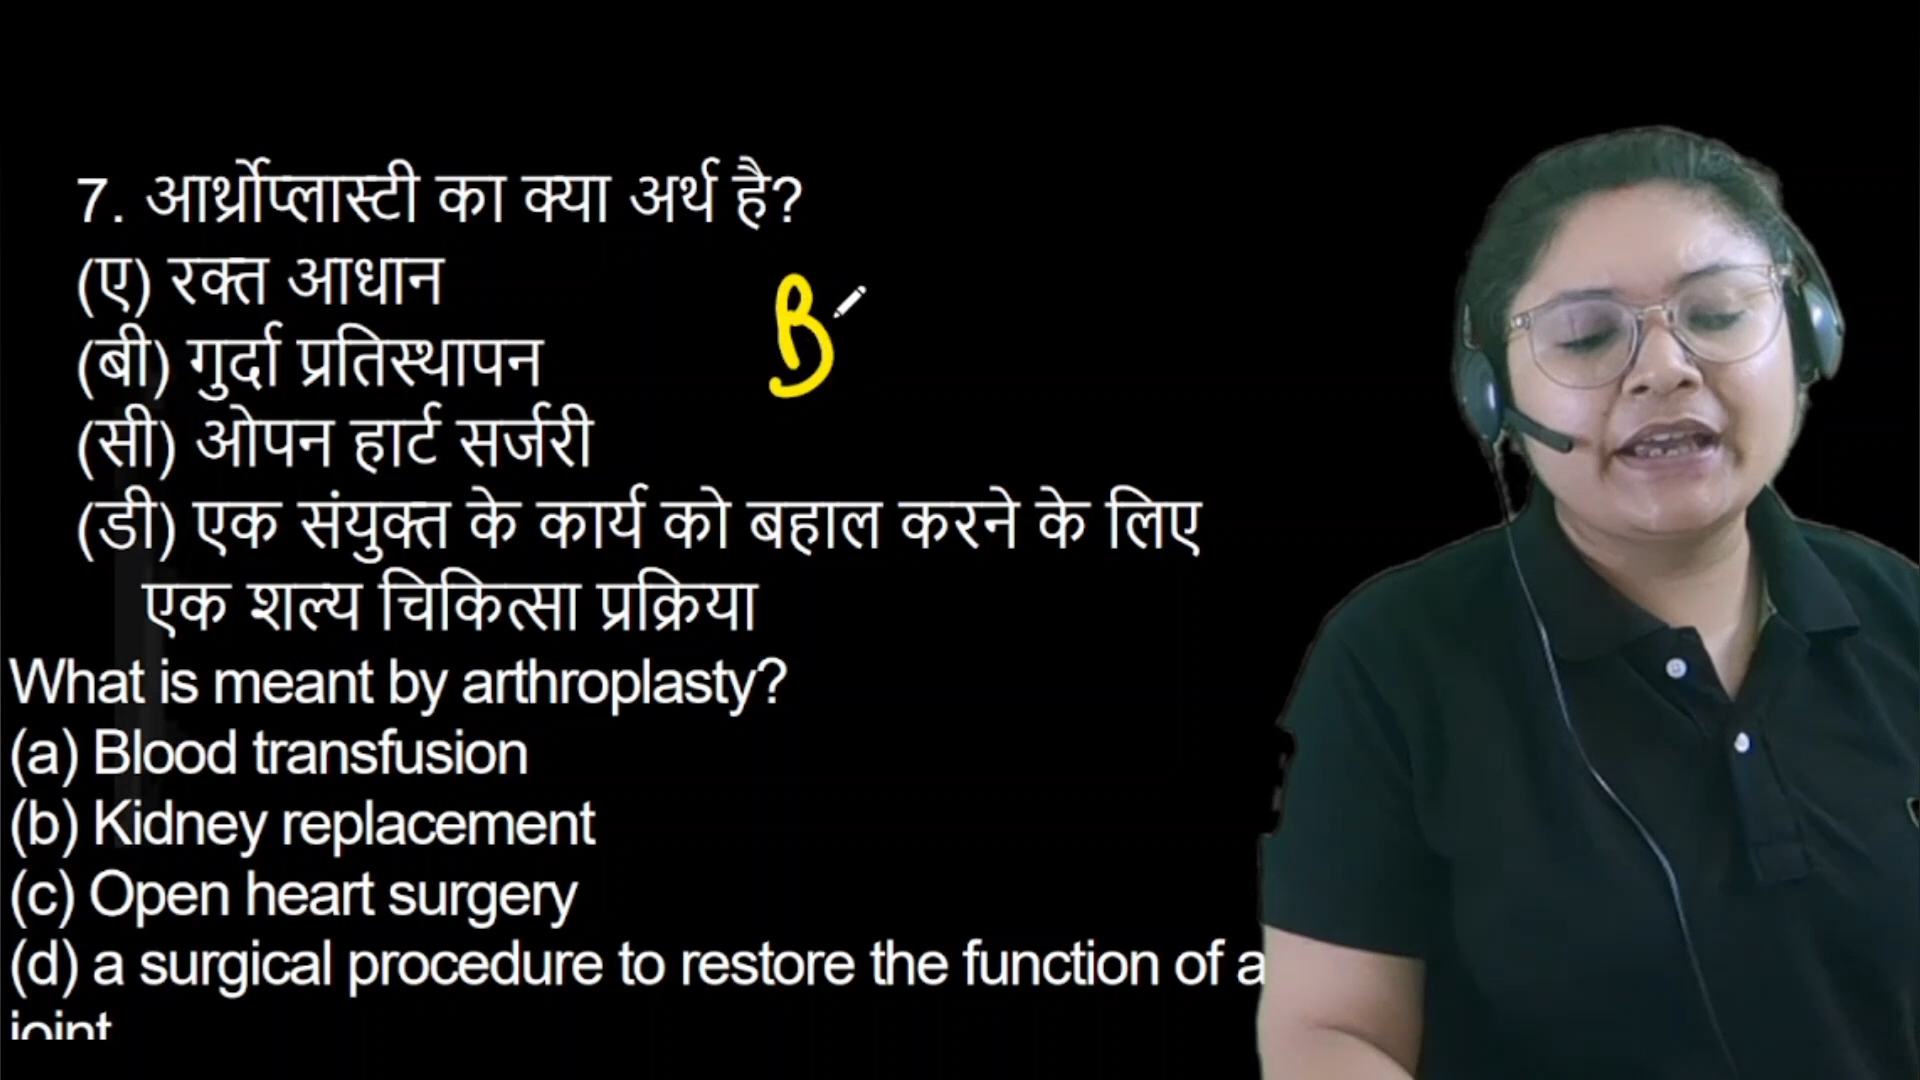 7. आर्थ्रोप्लास्टी का क्या अर्थ है?
(ए) रक्त आधान
B
(बी) गुर्दा प्रतिस्थापन
(सी) ओपन हार्ट सर्जरी
(डी) एक संयुक्त के कार्य को बहाल करने के लिए
एक शल्य चिकित्सा प्रक्रिया
What is meant by arthroplasty?
(a) Blood transfusion
(b) Kidney replacement
(c) Open heart surgery
(d) a surgical procedure to restore the function of a
joint